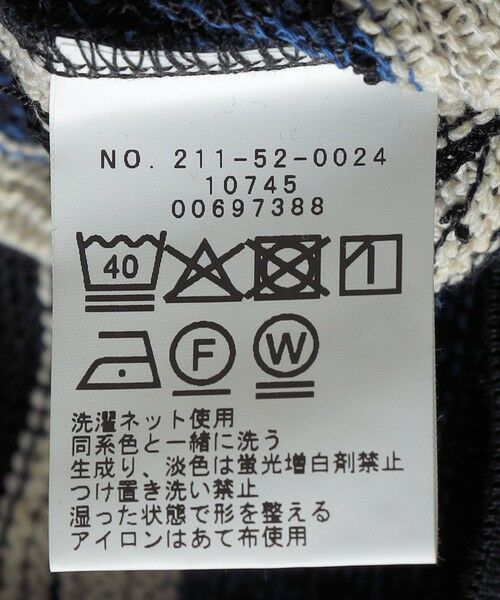 NO. 211-52-0024
10745
00697388
40
F W
洗濯ネット使用
同系色と一緒に洗う
生成り、淡色は蛍光増白剤禁止
つけ置き洗い禁止
湿った状態で形を整える
アイロンはあて布使用